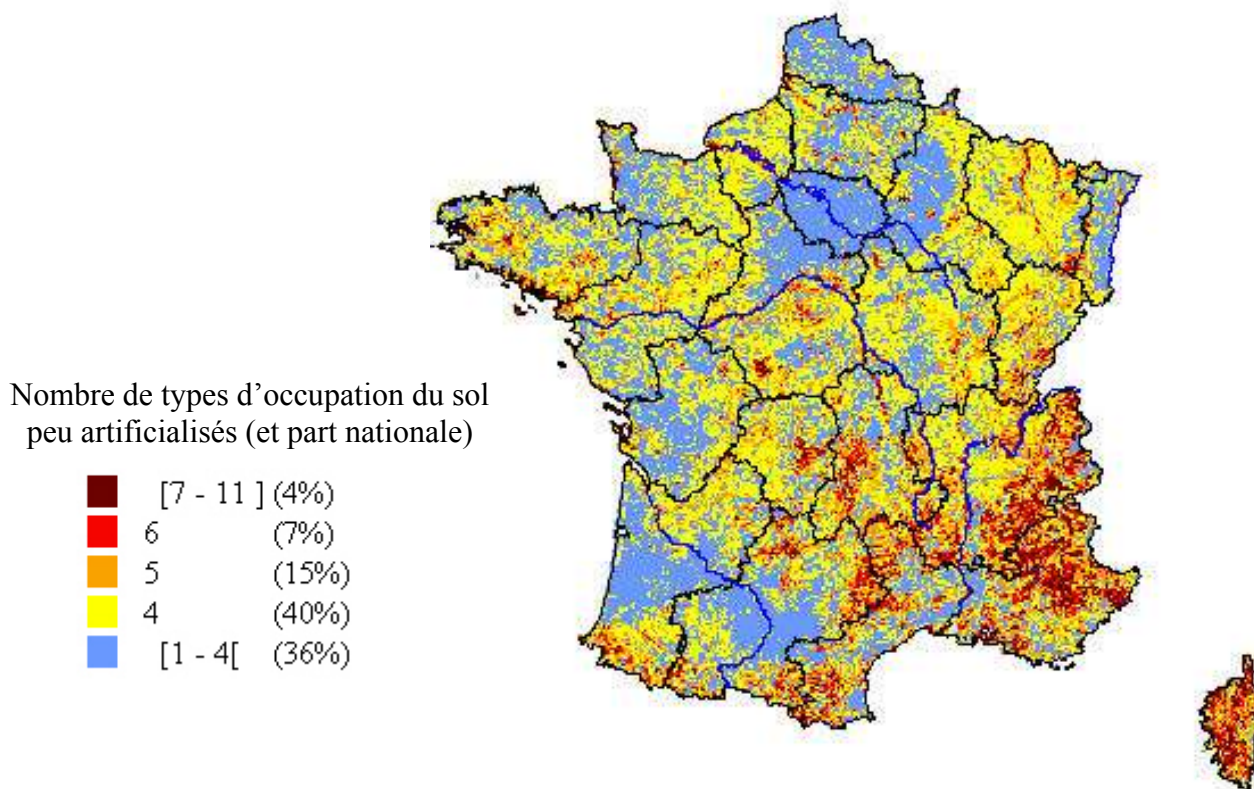 Nombre de types d’occupation du sol
peu artificialisés (et part nationale)
[7 - 11 ] (4%)
6 (7%)
5 (15%)
4 (40%)
[1 - 4[ (36%)